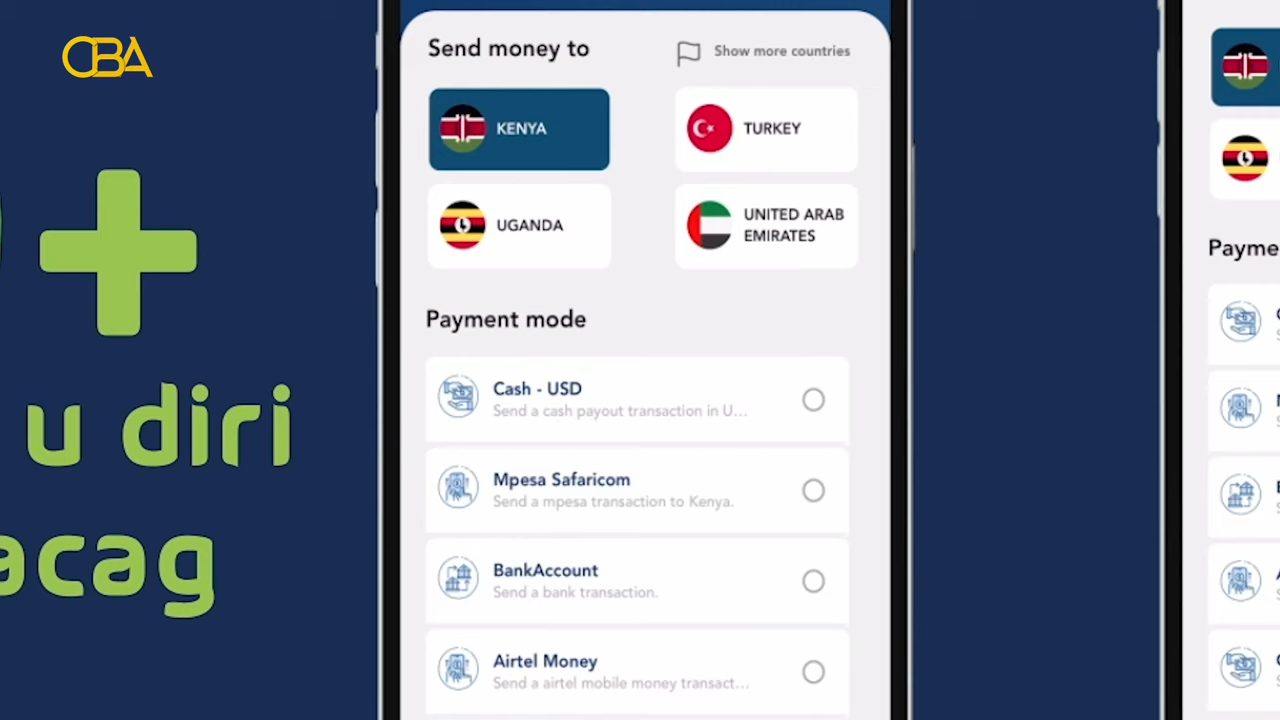 CBA
Send money to
Show more countries
KENYA
TURKEY
UGANDA
UNITED ARAB
EMIRATES
Payment mode
Cash - USD
Send a cash payout transaction in U...
Mpesa Safaricom
Send a mpesa transaction to Kenya.
BankAccount
Send a bank transaction.
Airtel Money
Send a airtel mobile money transact...
+
u diri
acag
Payme